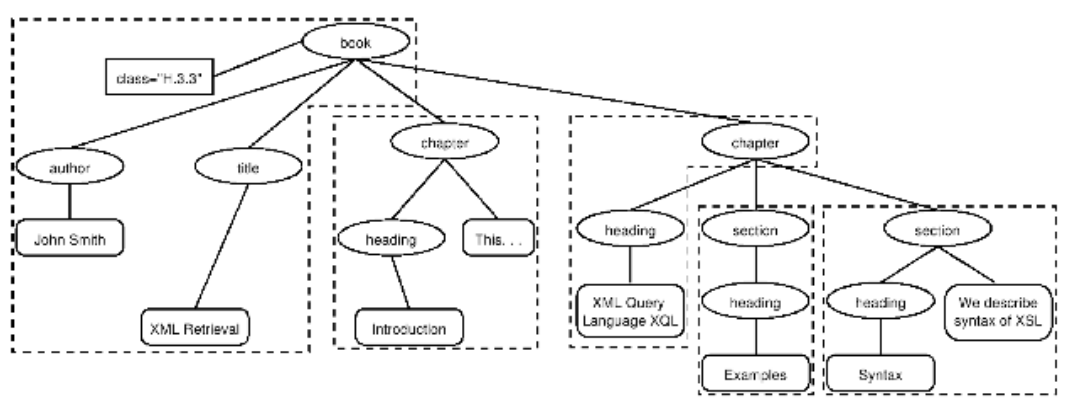 book
class="H.3.3"
chapter
chapter
author
title
John Smith
heading
This. . .
heading
section
section
XML Query
Language XQL
heading
heading
We describe
syntax of XSL
XML Retrieval
Introduction
Examples
Syntax